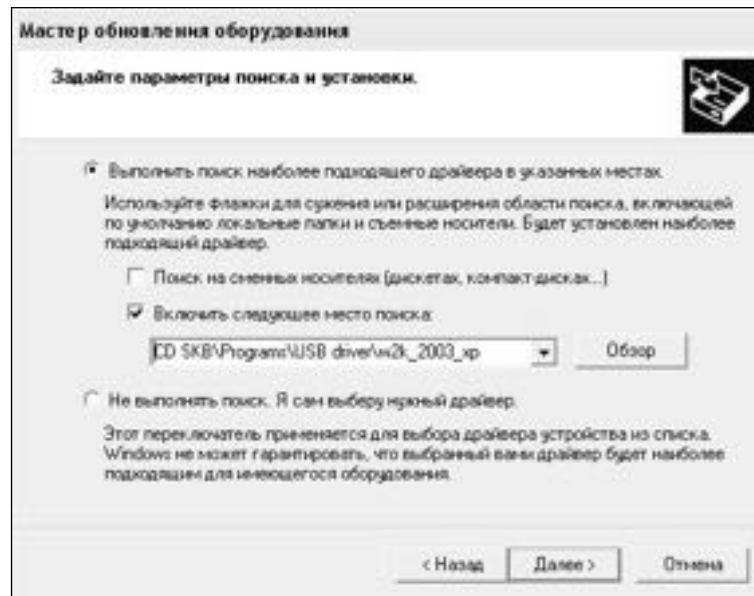 Мастер обновления оборудования
Задайте параметры поиска и установки.
Выполнить поиск наиболее подходящего драйвера в указанных местах.
Используйте флажки для сужения или расширения области поиска, включающей
по умолчанию локальные папки и съемные носители. Будет установлен наиболее
подходящий драйвер.
Поиск на сменных носителях (дискетах, компакт-дисках...)
Включить следующее место поиска:
CD SKB\Programs\USB driver\w2k_2003_xp
Обзор
Не выполнять поиск. Я сам выберу нужный драйвер.
Этот переключатель применяется для выбора драйвера устройства из списка.
Windows не может гарантировать, что выбранный вами драйвер будет наиболее
подходящим для имеющегося оборудования.
< Назад
Далее >
Отмена